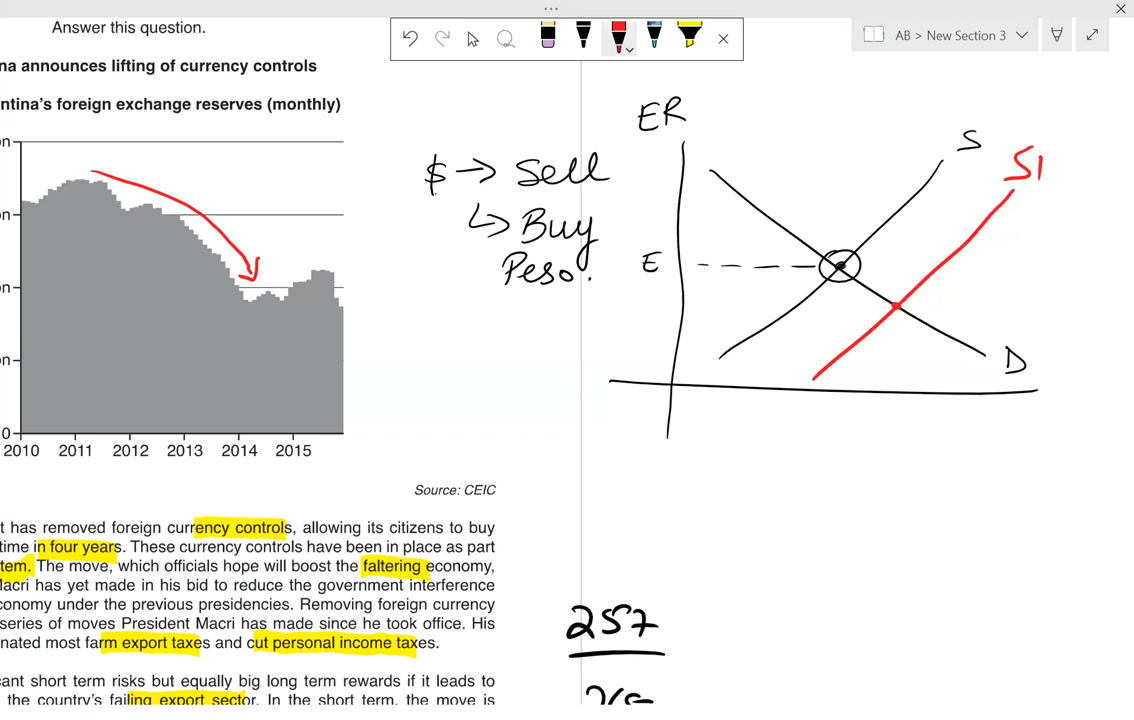 Answer this question.
AB > New Section 3
na announces lifting of currency controls
ntina's foreign exchange reserves (monthly)
n
n
n
n
0
2010 2011 2012 2013 2014 2015
Source: CEIC
$ → Sell
↳ Buy
Peso.
ER
S
S1
E
D
t has removed foreign currency controls, allowing its citizens to buy
time in four years. These currency controls have been in place as part
tem. The move, which officials hope will boost the faltering economy,
Macri has yet made in his bid to reduce the government interference
conomy under the previous presidencies. Removing foreign currency
series of moves President Macri has made since he took office. His
nated most farm export taxes and cut personal income taxes.
cant short term risks but equally big long term rewards if it leads to
the country's failing export sector. In the short term, the move is
257